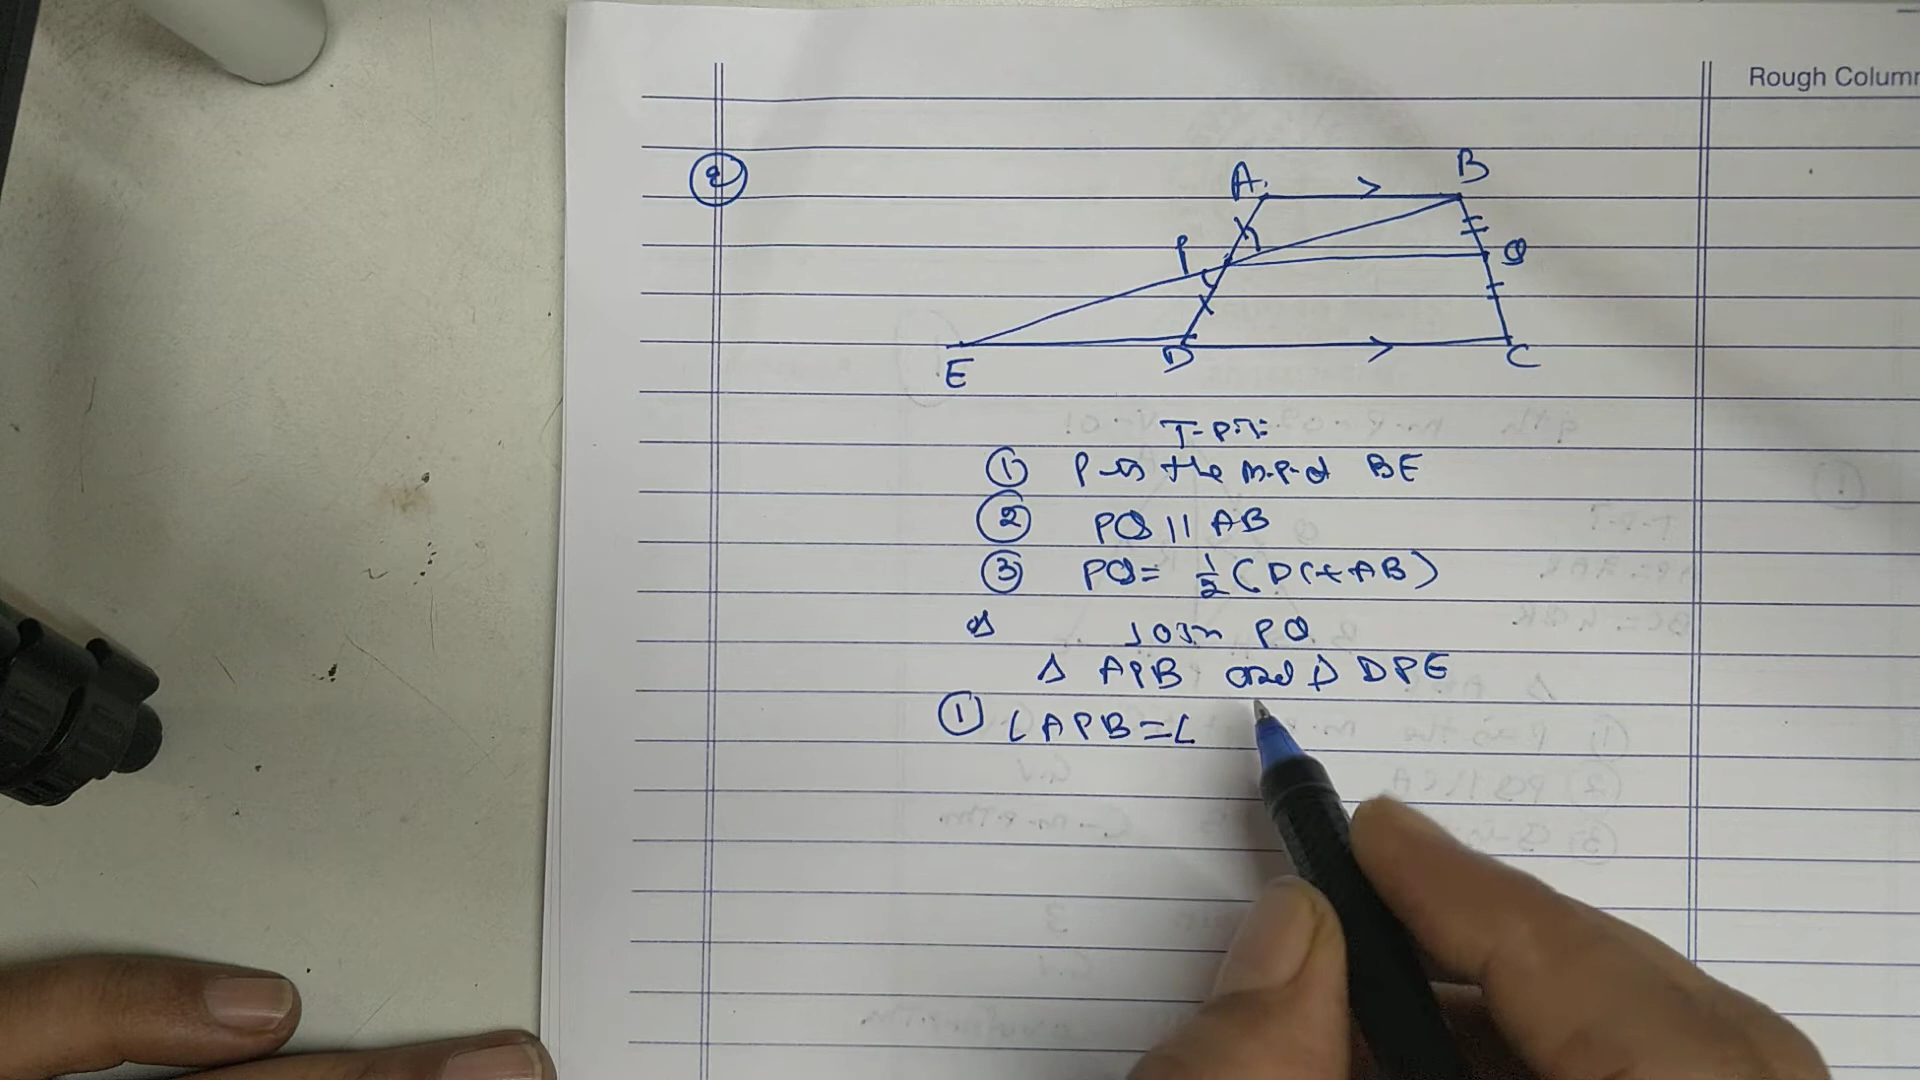 Rough Column
2
A B
P Q
E D C
T-P-T:
① P is the m.p. of BE
② PQ || AB
③ PQ = 1/2 (DC + AB)
Join PQ
Δ APB and Δ DPE
① ∠APB = ∠